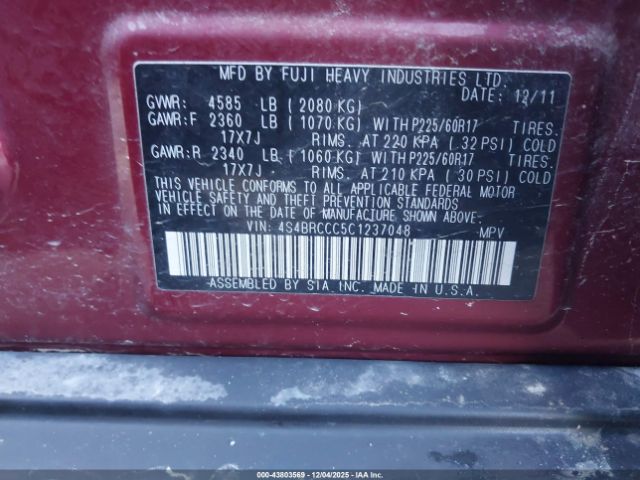 MFD BY FUJI HEAVY INDUSTRIES LTD.
DATE: 12/11
GVWR: 4585 LB (2080 KG)
GAWR:F 2360 LB (1070 KG) WITH P225/60R17 TIRES.
17X7J RIMS. AT 220 KPA (32 PSI) COLD
GAWR:R 2340 LB (1060 KG) WITH P225/60R17 TIRES.
17X7J RIMS. AT 210 KPA (30 PSI) COLD
THIS VEHICLE CONFORMS TO ALL APPLICABLE FEDERAL MOTOR
VEHICLE SAFETY AND THEFT PREVENTION STANDARDS
IN EFFECT ON THE DATE OF MANUFACTURE SHOWN ABOVE.
VIN: 4S4BRCCC5C1237048 MPV
ASSEMBLED BY SIA INC. MADE IN U.S.A.
000-43803569 - 12/04/2025 - IAAI.COM